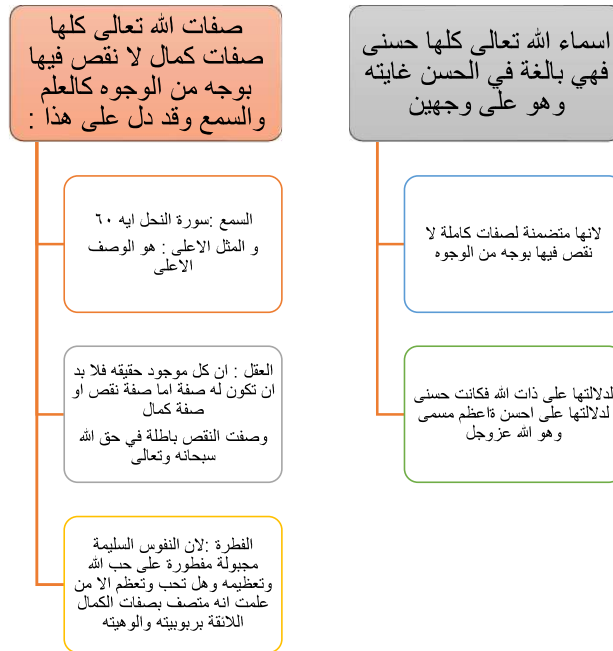 اسماء الله تعالى كلها حسنى
فهي بالغة في الحسن غايته
وهو على وجهين
لانها متضمنة لصفات كاملة لا
نقص فيها بوجه من الوجوه
لدلالتها على ذات الله فكانت حسنى
لدلالتها على احسن ةاعظم مسمى
وهو الله عزوجل
صفات الله تعالى كلها
صفات كمال لا نقص فيها
بوجه من الوجوه كالعلم
والسمع وقد دل على هذا :
السمع :سورة النحل ايه ٦٠
و المثل الاعلى : هو الوصف
الاعلى
العقل : ان كل موجود حقيقه فلا بد
ان تكون له صفة اما صفة نقص او
صفة كمال
وصفت النقص باطلة في حق الله
سبحانه وتعالى
الفطرة :لان النفوس السليمة
مجبولة مفطورة على حب الله
وتعظيمه وهل تحب وتعظم الا من
علمت انه متصف بصفات الكمال
اللائقة بربوبيته والوهيته